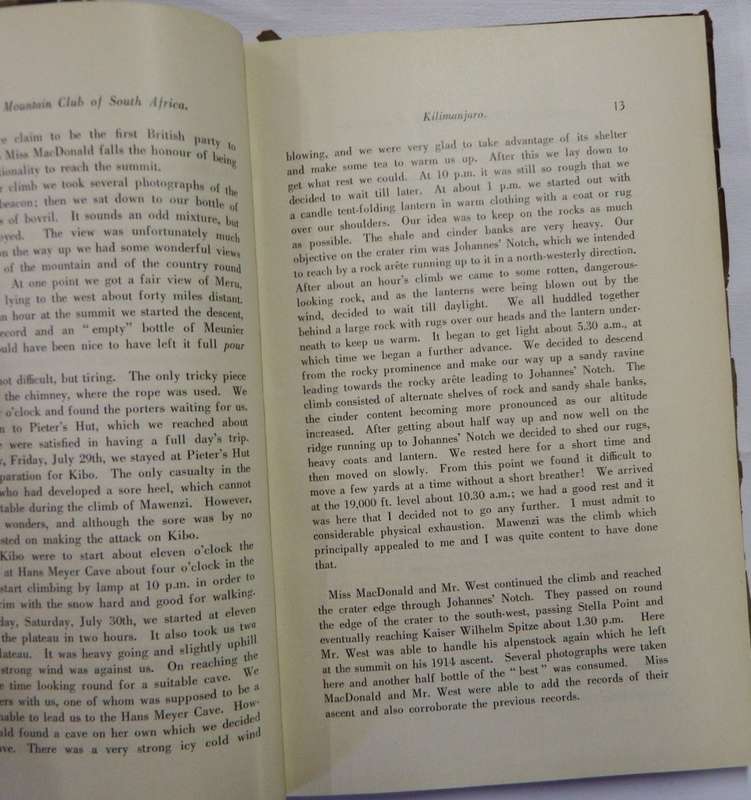 Mountain Club of South Africa.
claim to be the first British party to
Miss MacDonald falls the honour of being
ationality to reach the summit.
climb we took several photographs of the
beacon; then we sat down to our bottle of
s of bovril. It sounds an odd mixture, but
oyed. The view was unfortunately much
on the way up we had some wonderful views
of the mountain and of the country round
At one point we got a fair view of Meru,
lying to the west about forty miles distant.
n hour at the summit we started the descent,
ecord and an "empty" bottle of Meunier
ould have been nice to have left it full pour
not difficult, but tiring. The only tricky piece
the chimney, where the rope was used. We
o'clock and found the porters waiting for us.
n to Pieter's Hut, which we reached about
e were satisfied in having a full day's trip.
y, Friday, July 29th, we stayed at Pieter's Hut
paration for Kibo. The only casualty in the
who had developed a sore heel, which cannot
table during the climb of Mawenzi. However,
wonders, and although the sore was by no
sted on making the attack on Kibo.
Kibo were to start about eleven o'clock the
at Hans Meyer Cave about four o'clock in the
start climbing by lamp at 10 p.m. in order to
rim with the snow hard and good for walking.
day, Saturday, July 30th, we started at eleven
the plateau in two hours. It also took us two
lateau. It was heavy going and slightly uphill
strong wind was against us. On reaching the
e time looking round for a suitable cave. We
ers with us, one of whom was supposed to be a
nable to lead us to the Hans Meyer Cave. How-
ald found a cave on her own which we decided
ave. There was a very strong icy cold wind
Kilimanjaro. 13
blowing, and we were very glad to take advantage of its shelter
and make some tea to warm us up. After this we lay down to
get what rest we could. At 10 p.m. it was still so rough that we
decided to wait till later. At about 1 p.m. we started out with
a candle tent-folding lantern in warm clothing with a coat or rug
over our shoulders. Our idea was to keep on the rocks as much
as possible. The shale and cinder banks are very heavy. Our
objective on the crater rim was Johannes' Notch, which we intended
to reach by a rock arête running up to it in a north-westerly direction.
After about an hour's climb we came to some rotten, dangerous-
looking rock, and as the lanterns were being blown out by the
wind, decided to wait till daylight. We all huddled together
behind a large rock with rugs over our heads and the lantern under-
neath to keep us warm. It began to get light about 5.30 a.m., at
which time we began a further advance. We decided to descend
from the rocky prominence and make our way up a sandy ravine
leading towards the rocky arête leading to Johannes' Notch. The
climb consisted of alternate shelves of rock and sandy shale banks,
the cinder content becoming more pronounced as our altitude
increased. After getting about half way up and now well on the
ridge running up to Johannes' Notch we decided to shed our rugs,
heavy coats and lantern. We rested here for a short time and
then moved on slowly. From this point we found it difficult to
move a few yards at a time without a short breather! We arrived
at the 19,000 ft. level about 10.30 a.m.; we had a good rest and it
was here that I decided not to go any further. I must admit to
considerable physical exhaustion. Mawenzi was the climb which
principally appealed to me and I was quite content to have done
that.
Miss MacDonald and Mr. West continued the climb and reached
the crater edge through Johannes' Notch. They passed on round
the edge of the crater to the south-west, passing Stella Point and
eventually reaching Kaiser Wilhelm Spitze about 1.30 p.m. Here
Mr. West was able to handle his alpenstock again which he left
at the summit on his 1914 ascent. Several photographs were taken
here and another half bottle of the "best" was consumed. Miss
MacDonald and Mr. West were able to add the records of their
ascent and also corroborate the previous records.